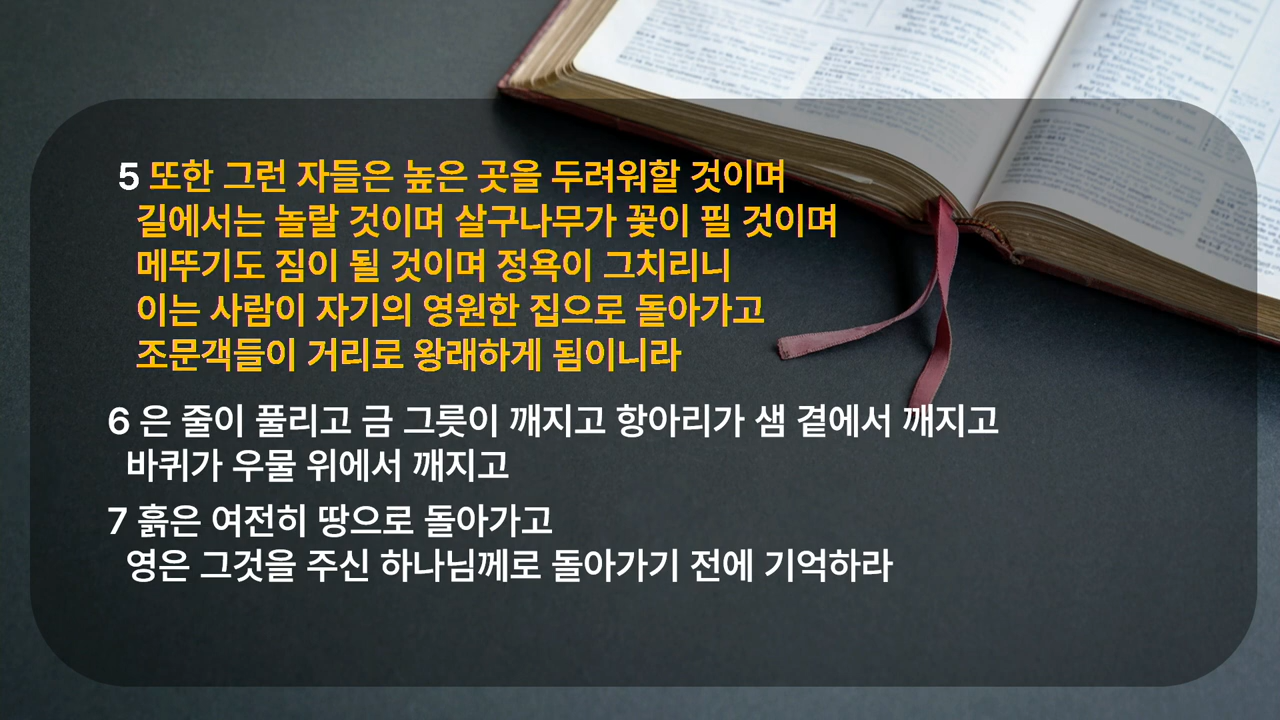 5 또한 그런 자들은 높은 곳을 두려워할 것이며
길에서는 놀랄 것이며 살구나무가 꽃이 필 것이며
메뚜기도 짐이 될 것이며 정욕이 그치리니
이는 사람이 자기의 영원한 집으로 돌아가고
조문객들이 거리로 왕래하게 됨이니라
6 은 줄이 풀리고 금 그릇이 깨지고 항아리가 샘 곁에서 깨지고
바퀴가 우물 위에서 깨지고
7 흙은 여전히 땅으로 돌아가고
영은 그것을 주신 하나님께로 돌아가기 전에 기억하라